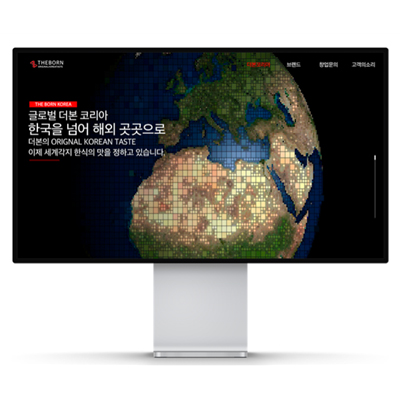 THEBORN
브랜드
창업문의
고객의소리
THE BORN KOREA
글로벌 더본 코리아
한국을 넘어 해외 곳곳으로
더본의 ORIGNAL KOREAN TASTE
이제 세계각지 한식의 맛을 정하고 있습니다.